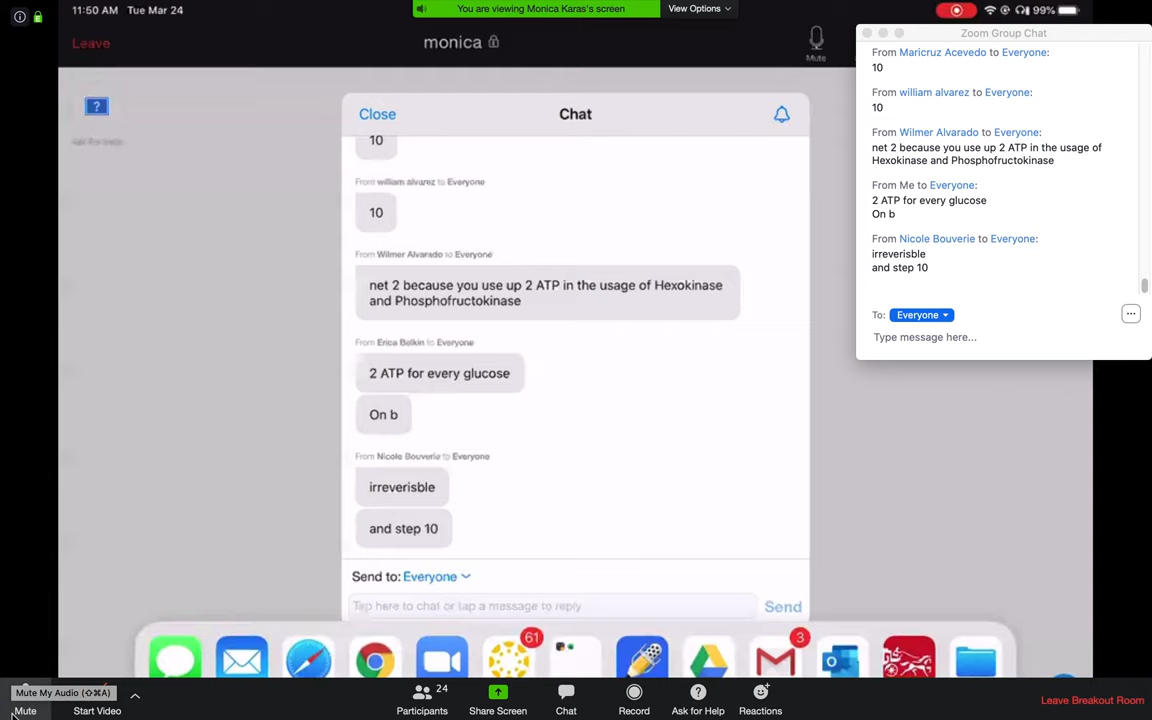 11:50 AM Tue Mar 24
You are viewing Monica Karas's screen
View Options
99%
Leave
monica
Mute
Ask For Help
Close
Chat
10
From william alvarez to Everyone
10
From Wilmer Alvarado to Everyone
net 2 because you use up 2 ATP in the usage of Hexokinase
and Phosphofructokinase
From Erica Belkin to Everyone
2 ATP for every glucose
On b
From Nicole Bouverie to Everyone
irreverisble
and step 10
Send to: Everyone
Tap here to chat or tap a message to reply
Send
61
3
Zoom Group Chat
From Maricruz Acevedo to Everyone:
10
From william alvarez to Everyone:
10
From Wilmer Alvarado to Everyone:
net 2 because you use up 2 ATP in the usage of
Hexokinase and Phosphofructokinase
From Me to Everyone:
2 ATP for every glucose
On b
From Nicole Bouverie to Everyone:
irreverisble
and step 10
To: Everyone
Type message here...
Mute My Audio (⇧⌘A)
Mute
Start Video
24
Participants
Share Screen
Chat
Record
Ask for Help
Reactions
Leave Breakout Room